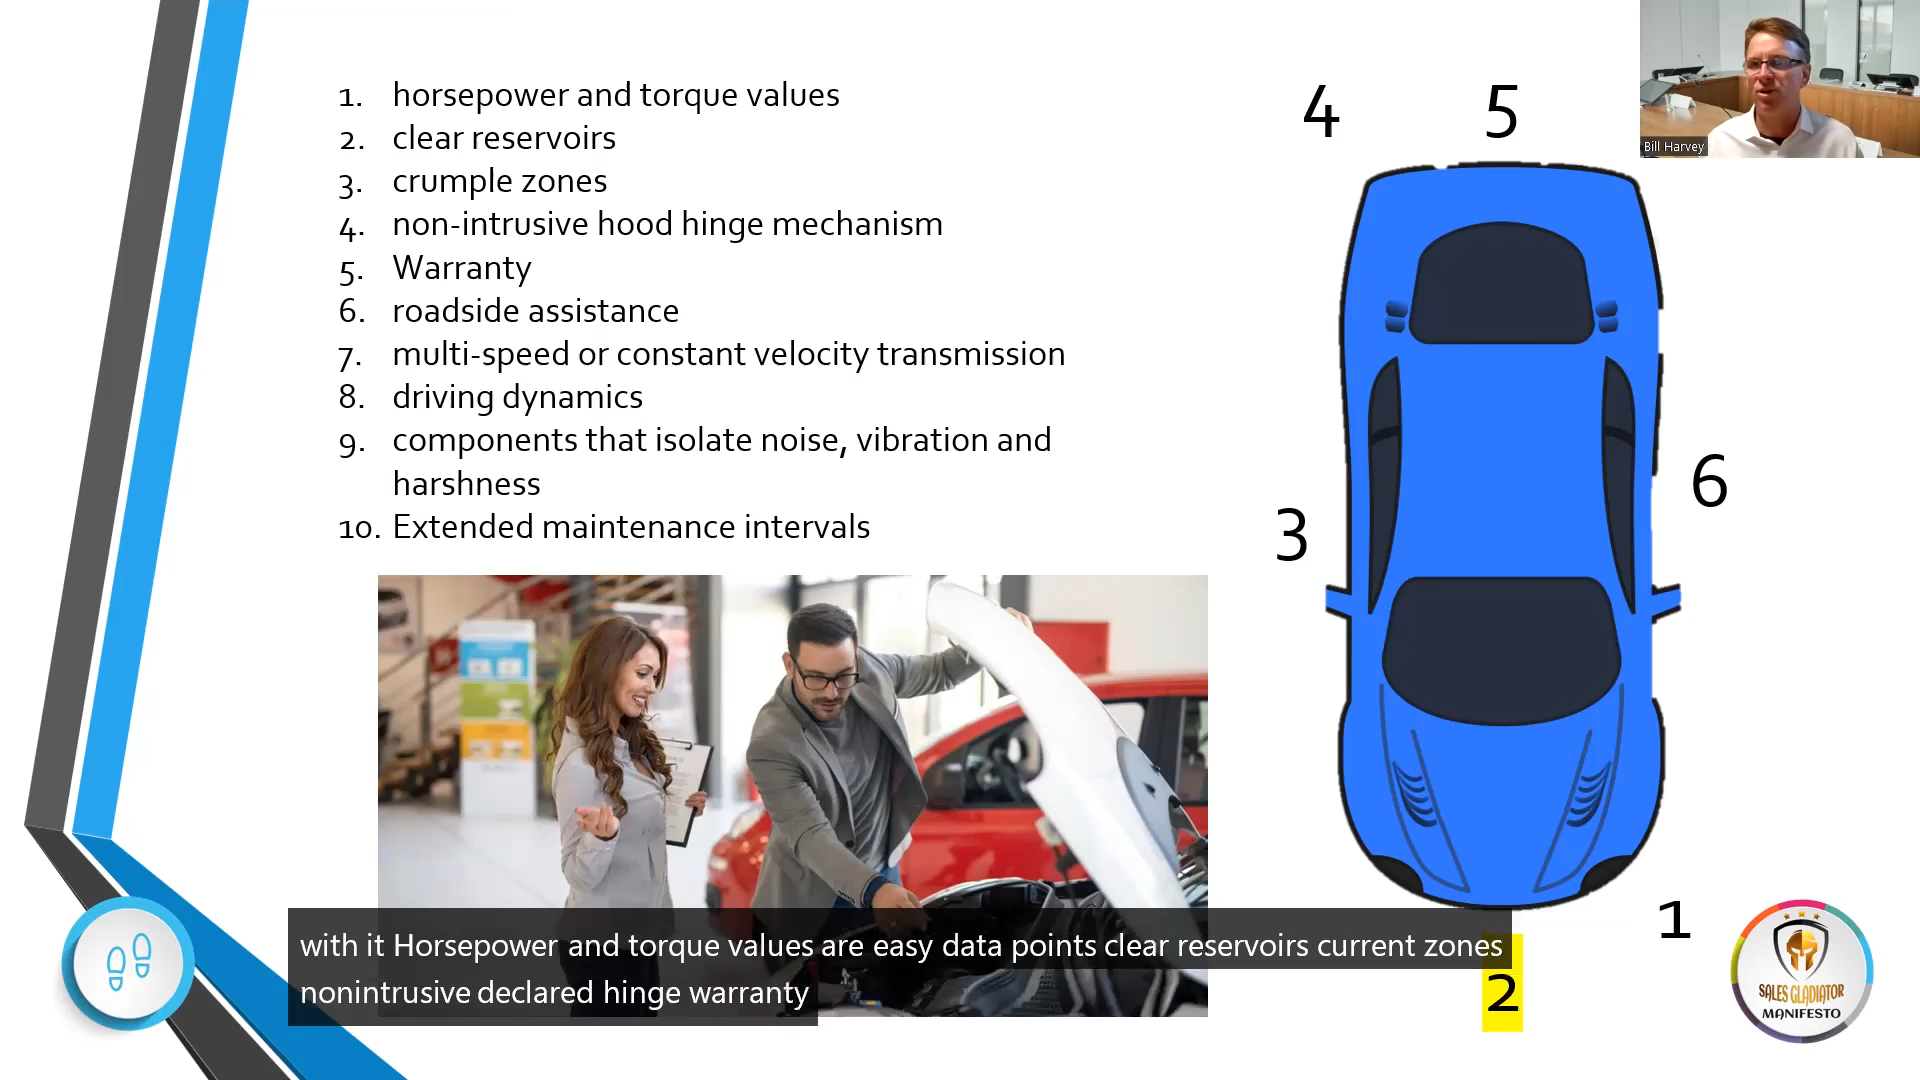 1. horsepower and torque values
2. clear reservoirs
3. crumple zones
4. non-intrusive hood hinge mechanism
5. Warranty
6. roadside assistance
7. multi-speed or constant velocity transmission
8. driving dynamics
9. components that isolate noise, vibration and
harshness
10. Extended maintenance intervals
4
5
Bill Harvey
6
3
1
2
with it Horsepower and torque values are easy data points clear reservoirs current zones
nonintrusive declared hinge warranty
SALES GLADIATOR
MANIFESTO